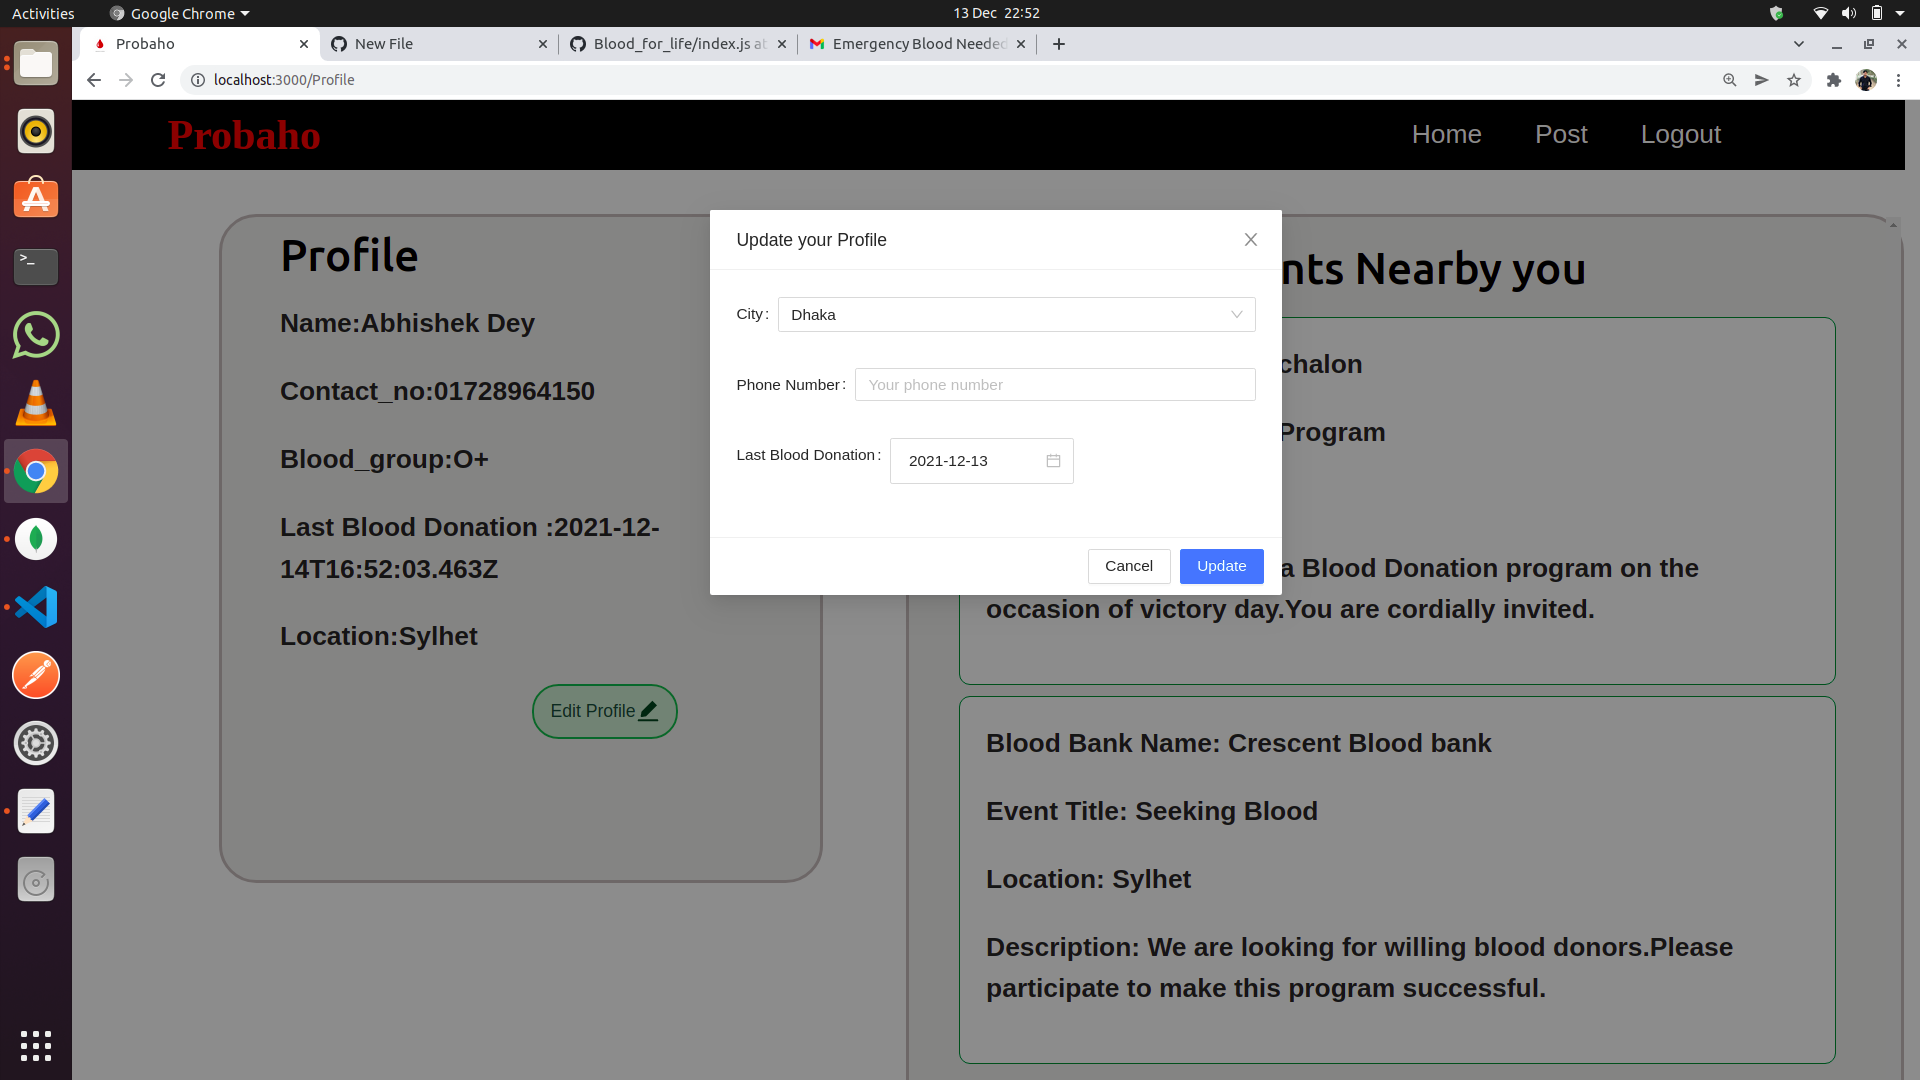 Activities
Google Chrome
13 Dec 22:52
Probaho
New File
Blood_for_life/index.js at
Emergency Blood Needed
localhost:3000/Profile
Probaho
Home
Post
Logout
Profile
Name:Abhishek Dey
Contact_no:01728964150
Blood_group:O+
Last Blood Donation :2021-12-
14T16:52:03.463Z
Location:Sylhet
Edit Profile
Update your Profile
City:
Dhaka
Phone Number:
Your phone number
Last Blood Donation:
2021-12-13
Cancel
Update
nts Nearby you
chalon
Program
a Blood Donation program on the
occasion of victory day.You are cordially invited.
Blood Bank Name: Crescent Blood bank
Event Title: Seeking Blood
Location: Sylhet
Description: We are looking for willing blood donors.Please
participate to make this program successful.